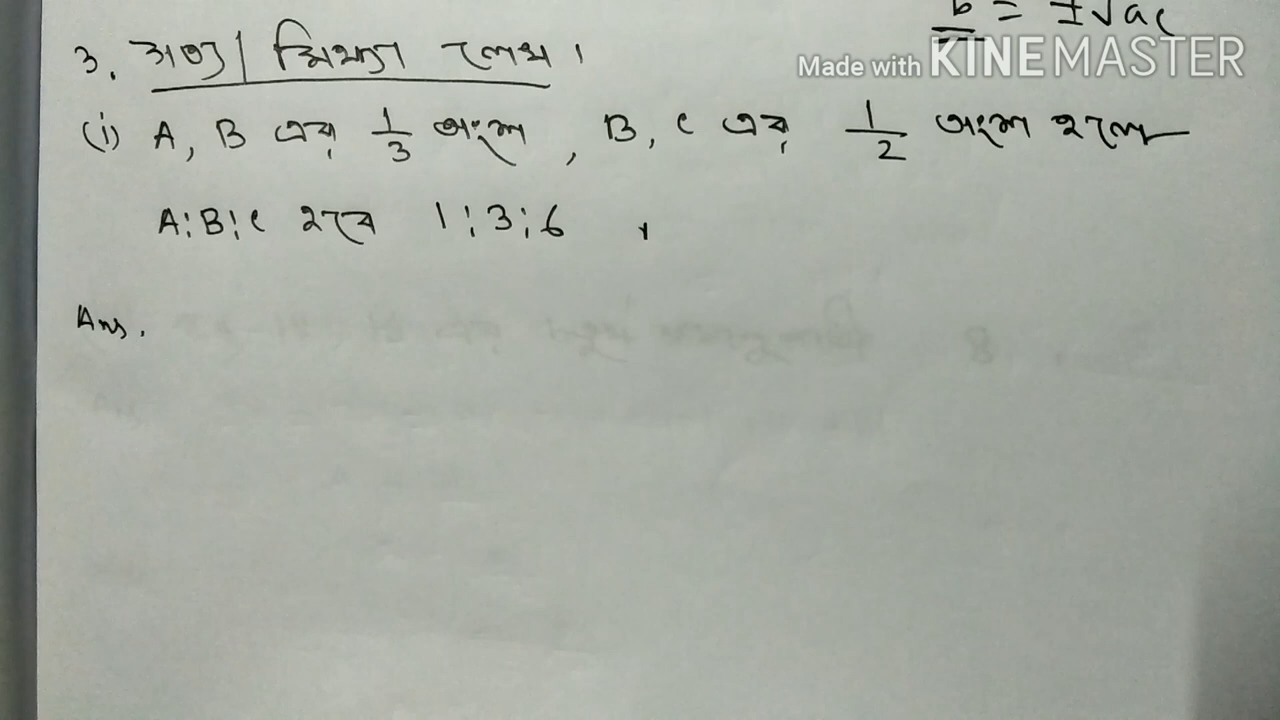 b = ±√ac
Made with KINEMASTER
3. সত্য/মিথ্যা লেখ।
(i) A, B এর 1/3 অংশ, B, C এর 1/2 অংশ হলে
A:B:C হবে 1:3:6 ,
Ans.